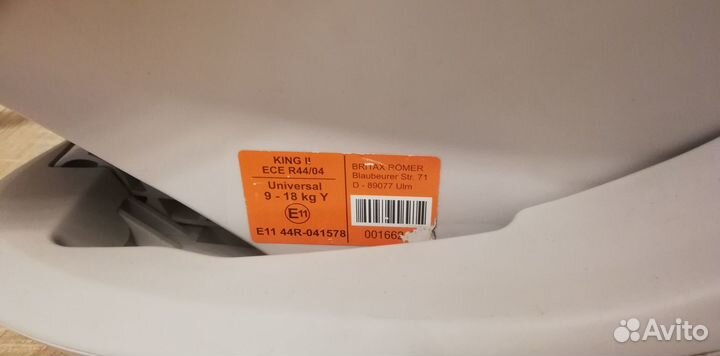 KING II
ECE R44/04
Universal
9 - 18 kg Y
E11
E11 44R-041578
BRITAX RÖMER
Blaubeurer Str. 71
D - 89077 Ulm
Avito